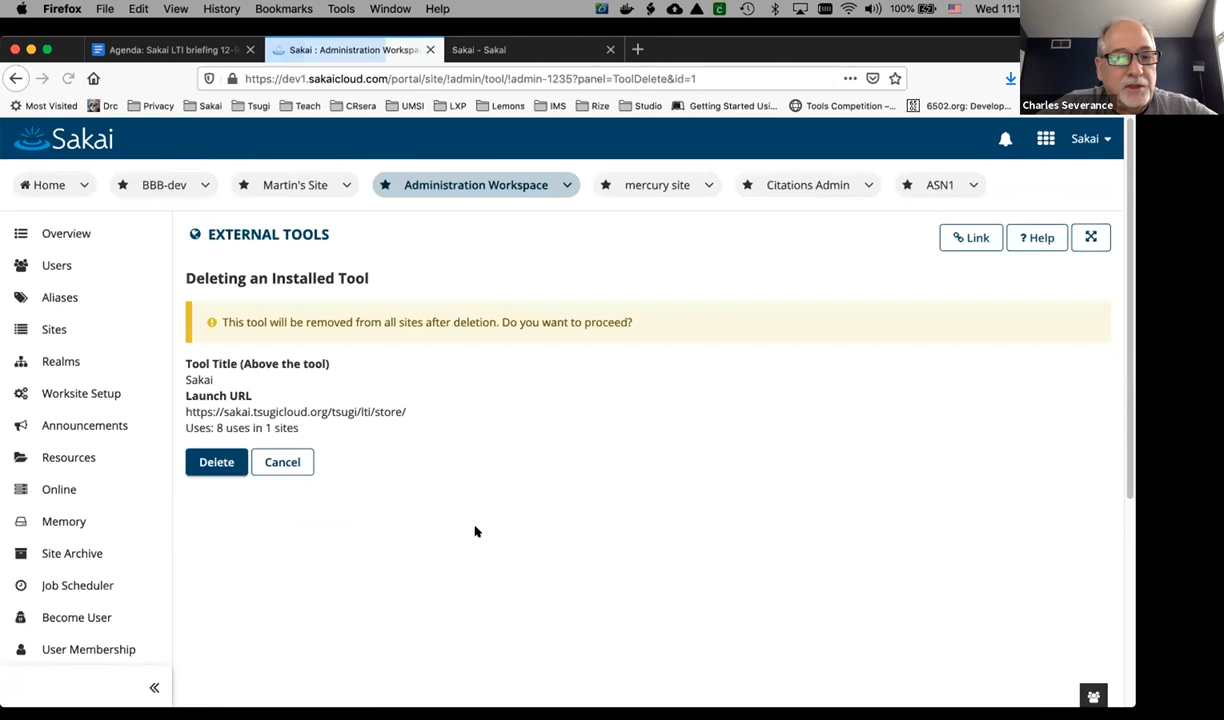 Firefox File Edit View History Bookmarks Tools Window Help 100% Wed 11:1
Agenda: Sakai LTI briefing 12-
Sakai : Administration Workspa
Sakai - Sakai
https://dev1.sakaicloud.com/portal/site/!admin/tool/!admin-1235?panel=ToolDelete&id=1
Most Visited Drc Privacy Sakai Tsugi Teach CRsera UMSI LXP Lemons IMS Rize Studio Getting Started Usi... Tools Competition –... 6502.org: Develop...
Charles Severance
Sakai
Sakai
Home BBB-dev Martin's Site Administration Workspace mercury site Citations Admin ASN1
Overview
Users
Aliases
Sites
Realms
Worksite Setup
Announcements
Resources
Online
Memory
Site Archive
Job Scheduler
Become User
User Membership
EXTERNAL TOOLS
Link
? Help
Deleting an Installed Tool
This tool will be removed from all sites after deletion. Do you want to proceed?
Tool Title (Above the tool)
Sakai
Launch URL
https://sakai.tsugicloud.org/tsugi/lti/store/
Uses: 8 uses in 1 sites
Delete
Cancel